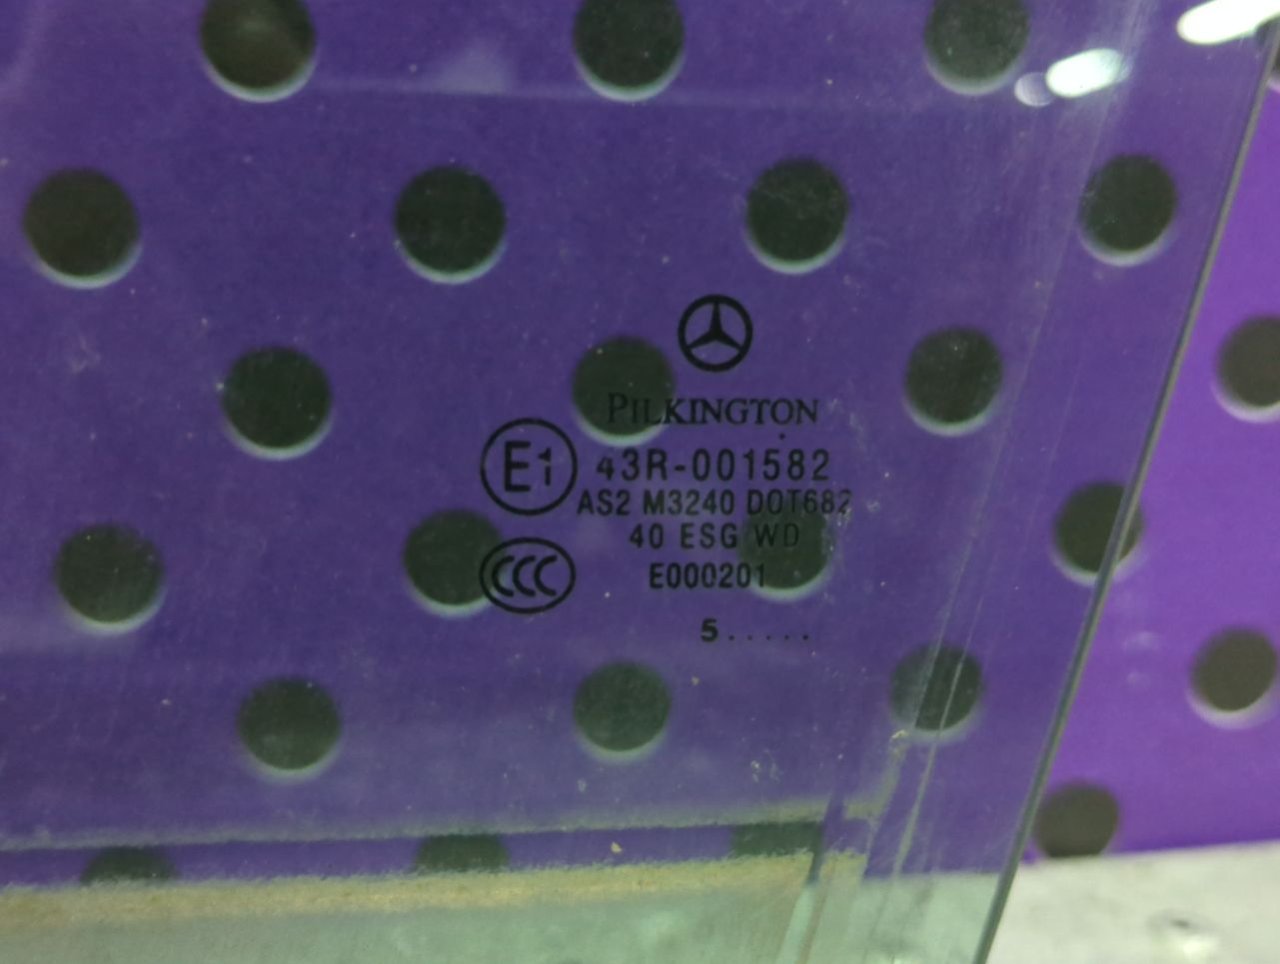 PILKINGTON
E1 43R-001582
AS2 M3240 DOT682
40 ESG WD
CCC E000201
5.....